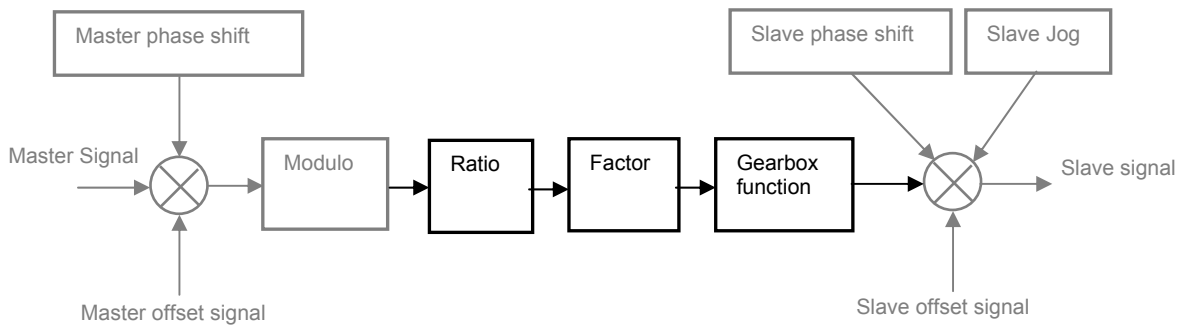 Master phase shift
Slave phase shift
Slave Jog
Master Signal
Modulo
Ratio
Factor
Gearbox
function
Slave signal
Master offset signal
Slave offset signal